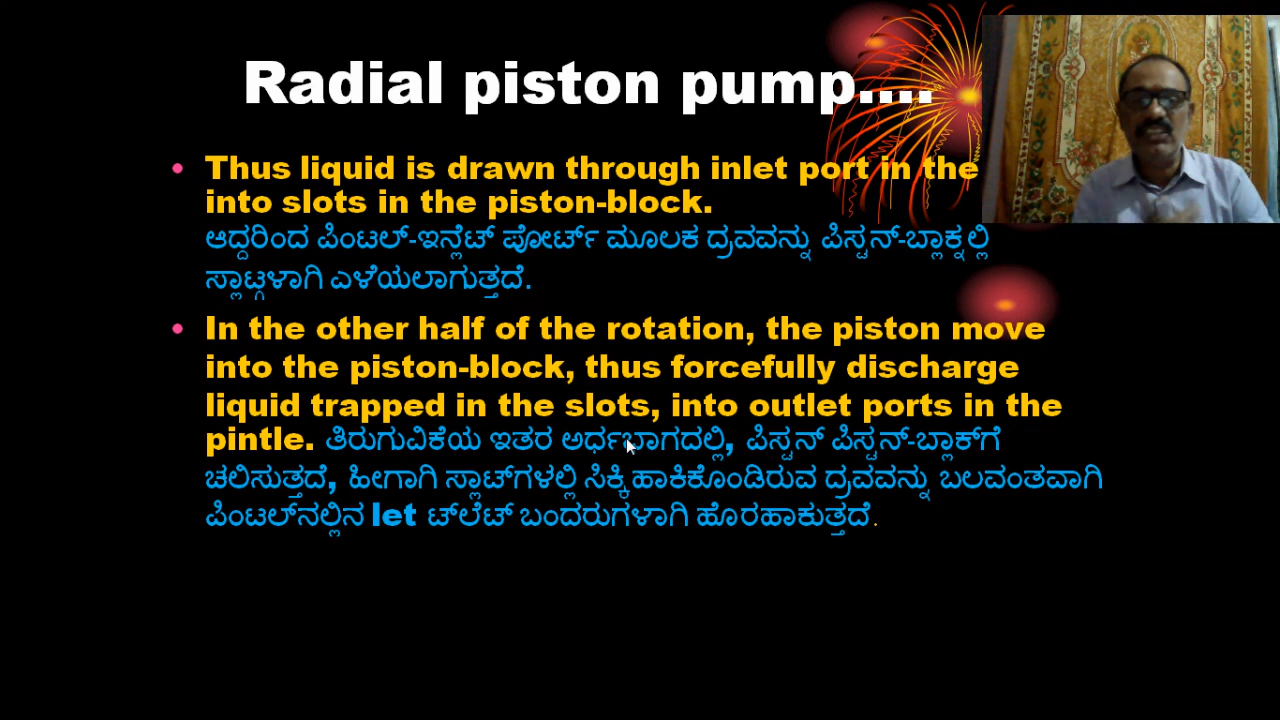 Radial piston pump....
• Thus liquid is drawn through inlet port in the
into slots in the piston-block.
ಆದ್ದರಿಂದ ಪಿಂಟಲ್-ಇನ್ಲೆಟ್ ಪೋರ್ಟ್ ಮೂಲಕ ದ್ರವವನ್ನು ಪಿಸ್ಟನ್-ಬ್ಲಾಕ್ನಲ್ಲಿ
ಸ್ಲಾಟ್ಗಳಾಗಿ ಎಳೆಯಲಾಗುತ್ತದೆ.
• In the other half of the rotation, the piston move
into the piston-block, thus forcefully discharge
liquid trapped in the slots, into outlet ports in the
pintle. ತಿರುಗುವಿಕೆಯ ಇತರ ಅರ್ಧಭಾಗದಲ್ಲಿ, ಪಿಸ್ಟನ್ ಪಿಸ್ಟನ್-ಬ್ಲಾಕ್‌ಗೆ
ಚಲಿಸುತ್ತದೆ, ಹೀಗಾಗಿ ಸ್ಲಾಟ್‌ಗಳಲ್ಲಿ ಸಿಕ್ಕಿಹಾಕಿಕೊಂಡಿರುವ ದ್ರವವನ್ನು ಬಲವಂತವಾಗಿ
ಪಿಂಟಲ್‌ನಲ್ಲಿನ let ಟ್‌ಲೆಟ್ ಬಂದರುಗಳಾಗಿ ಹೊರಹಾಕುತ್ತದೆ.